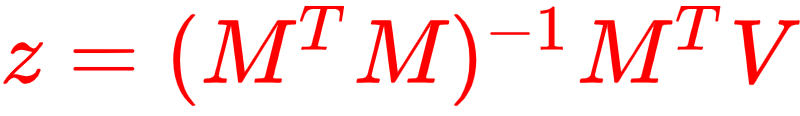 z = (M^T M)^{-1} M^T V